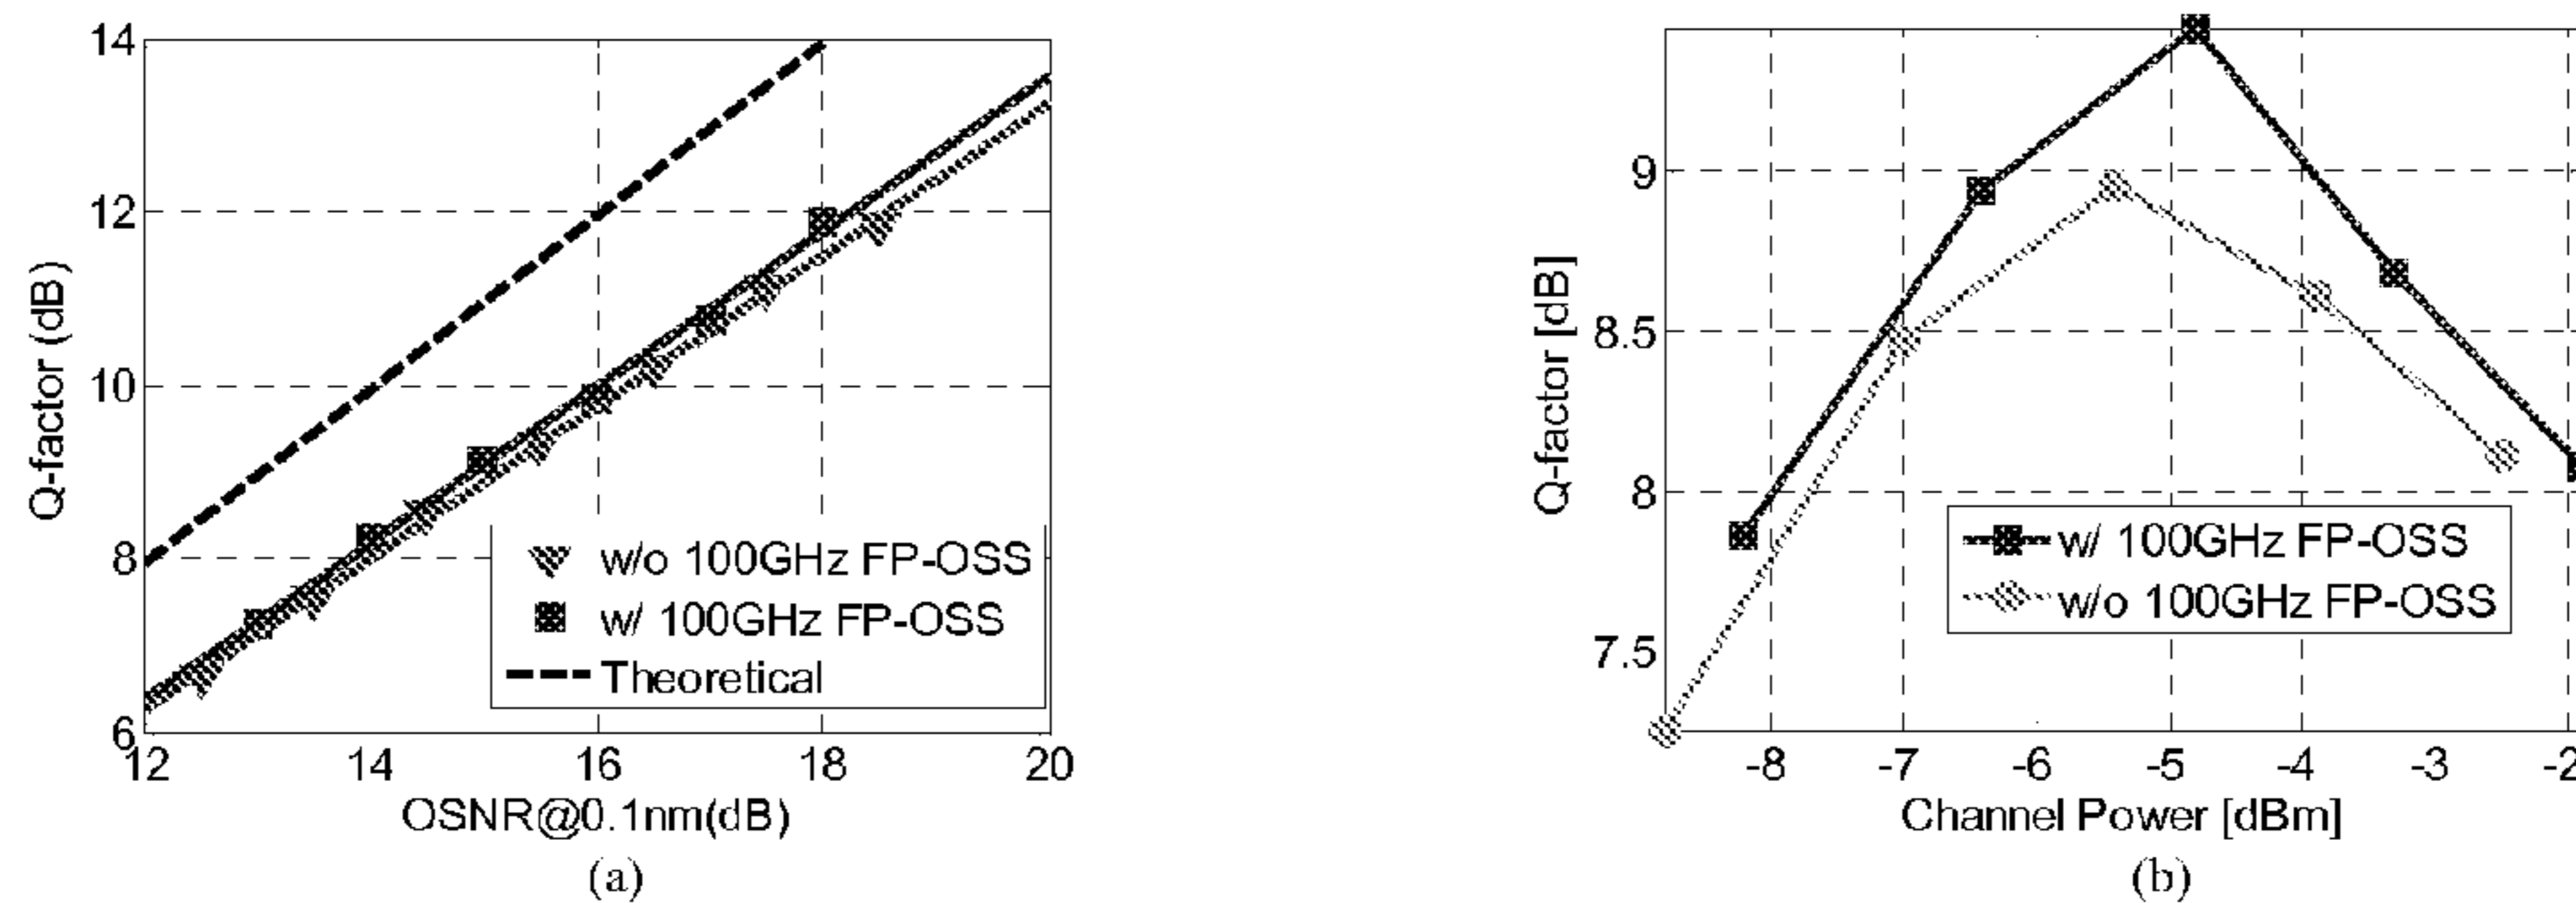 14
12
10
8
6
Q-factor (dB)
w/o 100GHz FP-OSS
w/ 100GHz FP-OSS
Theoretical
12 14 16 18 20
OSNR@0.1nm(dB)
(a)
9
8.5
8
7.5
Q-factor [dB]
w/ 100GHz FP-OSS
w/o 100GHz FP-OSS
-8 -7 -6 -5 -4 -3 -2
Channel Power [dBm]
(b)